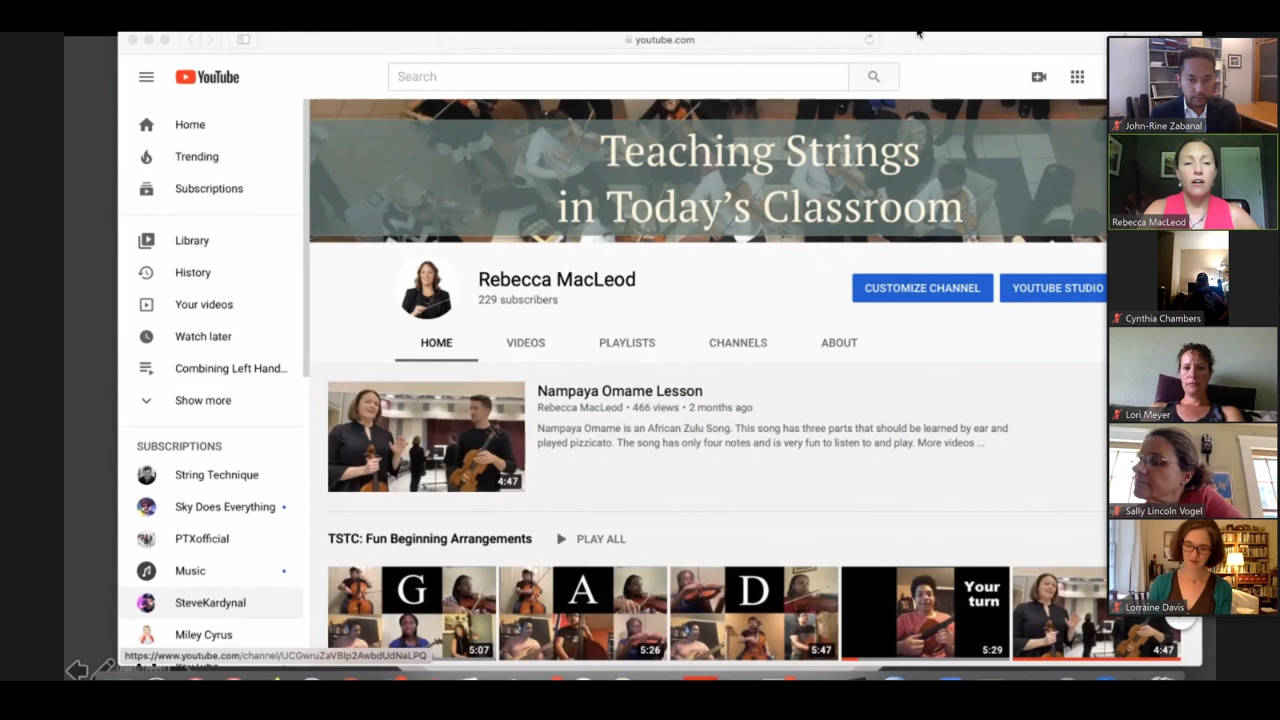 youtube.com
YouTube
Search
Home
Trending
Subscriptions
Library
History
Your videos
Watch later
Combining Left Hand...
Show more
SUBSCRIPTIONS
String Technique
Sky Does Everything
PTXofficial
Music
SteveKardynal
Miley Cyrus
https://www.youtube.com/channel/UCGwruZaVBlp2AwbdUdNaLPQ
Teaching Strings
in Today's Classroom
Rebecca MacLeod
229 subscribers
CUSTOMIZE CHANNEL
YOUTUBE STUDIO
HOME
VIDEOS
PLAYLISTS
CHANNELS
ABOUT
4:47
Nampaya Omame Lesson
Rebecca MacLeod • 466 views • 2 months ago
Nampaya Omame is an African Zulu Song. This song has three parts that should be learned by ear and
played pizzicato. The song has only four notes and is very fun to listen to and play. More videos ...
TSTC: Fun Beginning Arrangements
PLAY ALL
G
5:07
A
5:26
D
5:47
Your
turn
5:29
4:47
John-Rine Zabanal
Rebecca MacLeod
Cynthia Chambers
Lori Meyer
Sally Lincoln Vogel
Lorraine Davis